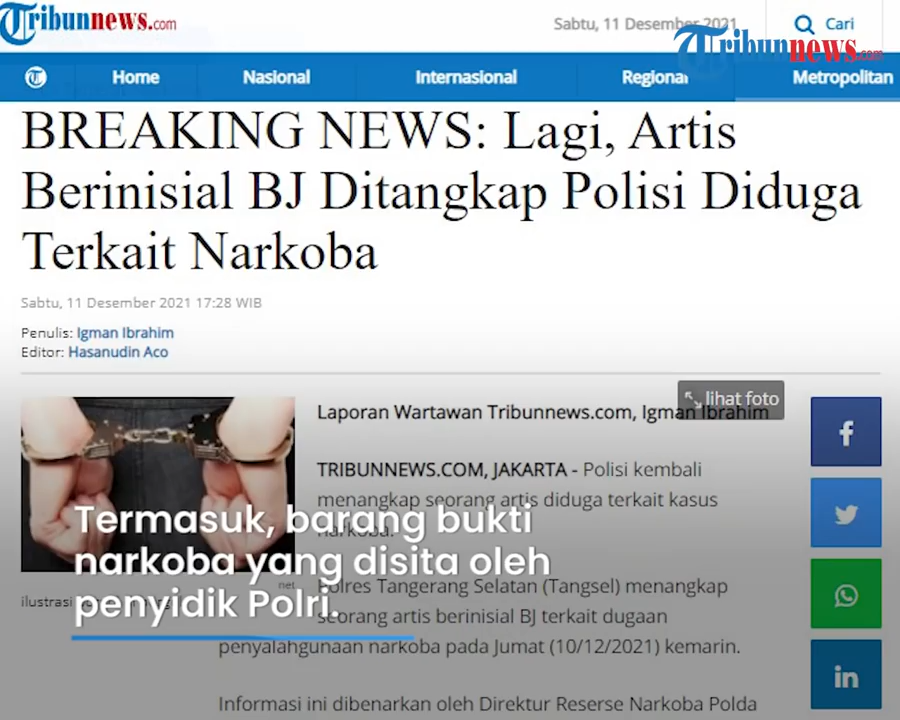 Tribunnews.com
Sabtu, 11 Desember 2021
Cari
Tribunnews.com
Home Nasional Internasional Regional Metropolitan
BREAKING NEWS: Lagi, Artis
Berinisial BJ Ditangkap Polisi Diduga
Terkait Narkoba
Sabtu, 11 Desember 2021 17:28 WIB
Penulis: Igman Ibrahim
Editor: Hasanudin Aco
lihat foto
Laporan Wartawan Tribunnews.com, Igman Ibrahim
TRIBUNNEWS.COM, JAKARTA - Polisi kembali
menangkap seorang artis diduga terkait kasus
narkoba.
Termasuk, barang bukti
narkoba yang disita oleh
penyidik Polri.
net
ilustrasi
Polres Tangerang Selatan (Tangsel) menangkap
seorang artis berinisial BJ terkait dugaan
penyalahgunaan narkoba pada Jumat (10/12/2021) kemarin.
Informasi ini dibenarkan oleh Direktur Reserse Narkoba Polda